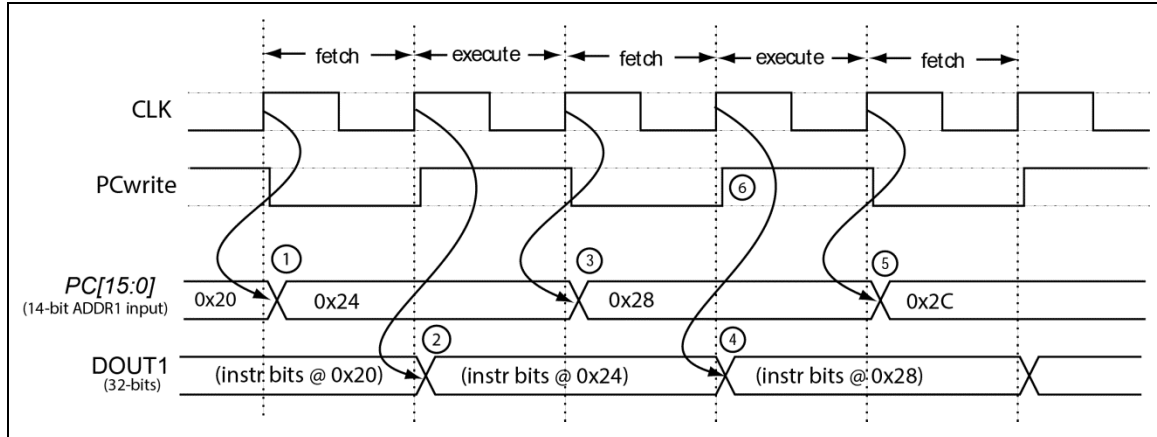 fetch execute fetch execute fetch
CLK
PCwrite
6
1 3 5
PC[15:0] 0x20 0x24 0x28 0x2C
(14-bit ADDR1 input)
2 4
DOUT1 (instr bits @ 0x20) (instr bits @ 0x24) (instr bits @ 0x28)
(32-bits)